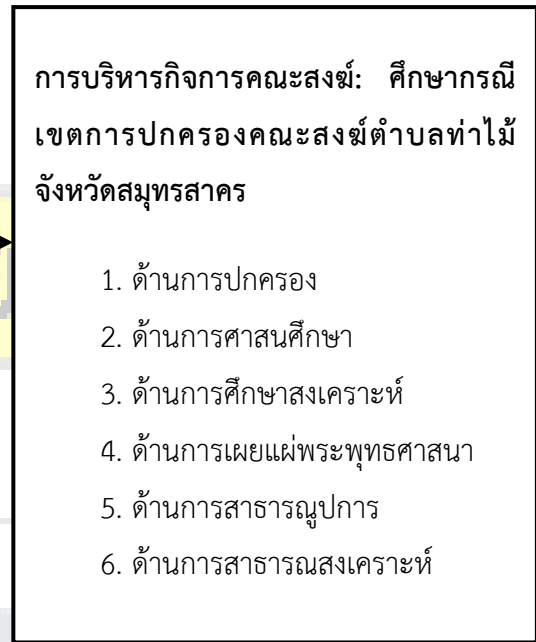 การบริหารกิจการคณะสงฆ์: ศึกษากรณี
เขตการปกครองคณะสงฆ์ตำบลท่าไม้
จังหวัดสมุทรสาคร
1. ด้านการปกครอง
2. ด้านการศาสนศึกษา
3. ด้านการศึกษาสงเคราะห์
4. ด้านการเผยแผ่พระพุทธศาสนา
5. ด้านการสาธารณูปการ
6. ด้านการสาธารณสงเคราะห์